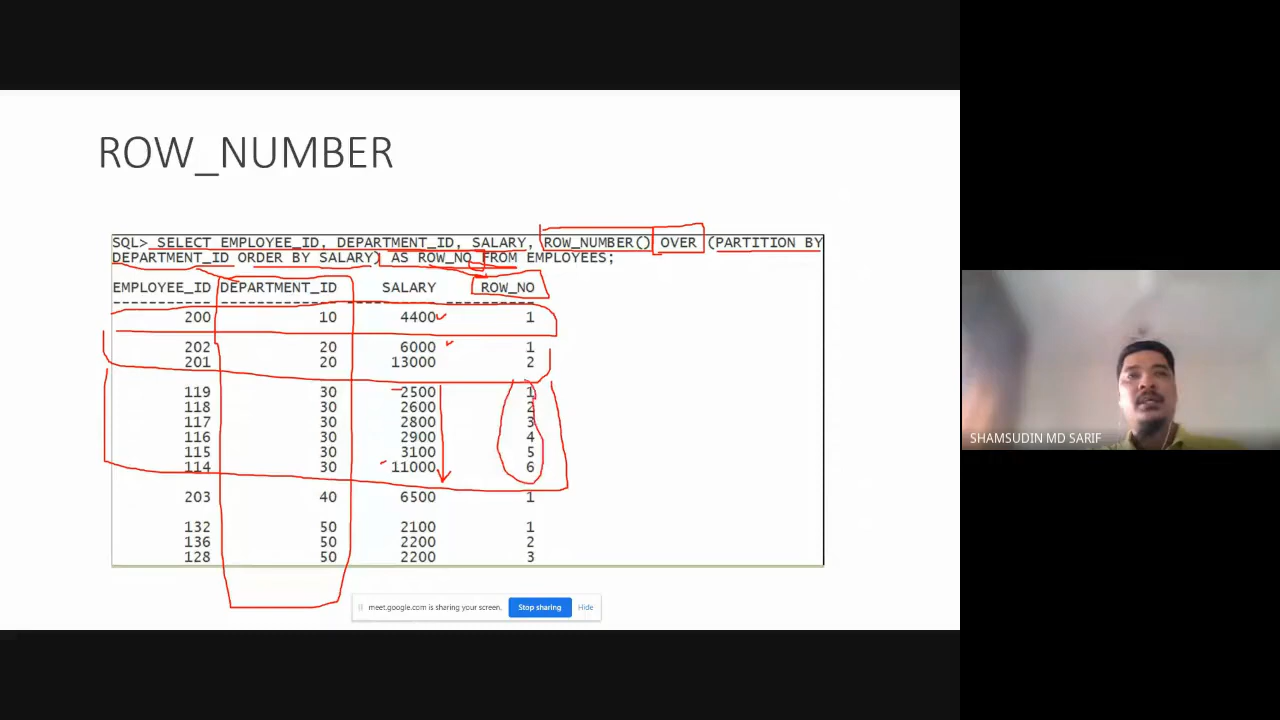 ROW_NUMBER
SQL> SELECT EMPLOYEE_ID, DEPARTMENT_ID, SALARY, ROW_NUMBER() OVER (PARTITION BY
DEPARTMENT_ID ORDER BY SALARY) AS ROW_NO FROM EMPLOYEES;
EMPLOYEE_ID DEPARTMENT_ID SALARY ROW_NO
----------- ------------- ---------- ----------
200 10 4400 1
202 20 6000 1
201 20 13000 2
119 30 2500 1
118 30 2600 2
117 30 2800 3
116 30 2900 4
115 30 3100 5
114 30 11000 6
203 40 6500 1
132 50 2100 1
136 50 2200 2
128 50 2200 3
meet.google.com is sharing your screen. Stop sharing Hide
SHAMSUDIN MD SARIF